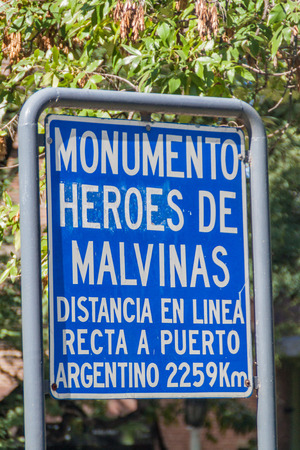 MONUMENTO
HEROES DE
MALVINAS
DISTANCIA EN LINEA
RECTA A PUERTO
ARGENTINO 2259Km